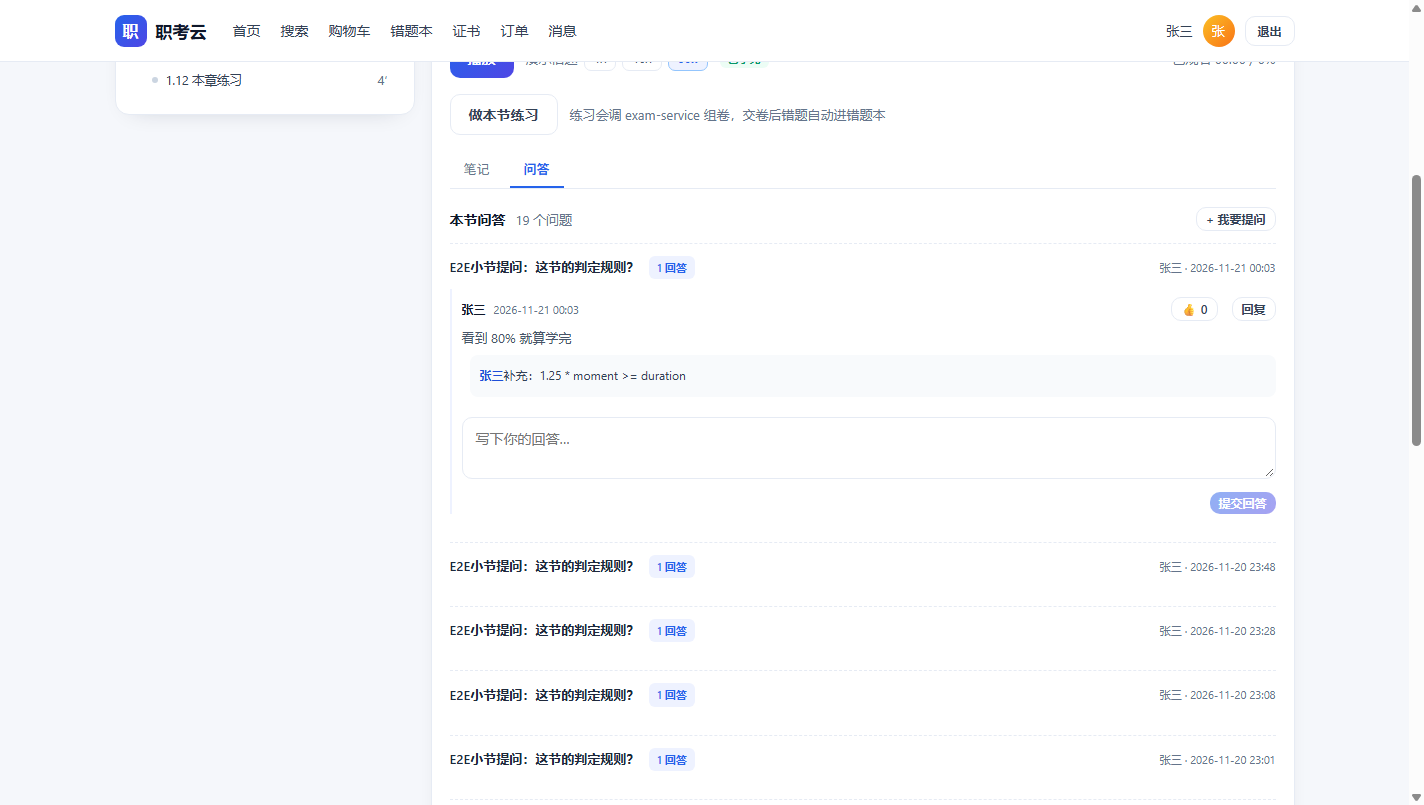 职 职考云 首页 搜索 购物车 错题本 证书 订单 消息 张三 张 退出
1.12 本章练习 4'
做本节练习 练习会调 exam-service 组卷，交卷后错题自动进错题本
笔记 问答
本节问答 19 个问题 + 我要提问
E2E小节提问：这节的判定规则？ 1 回答 张三 · 2026-11-21 00:03
张三 2026-11-21 00:03 👍 0 回复
看到 80% 就算学完
张三补充：1.25 * moment >= duration
写下你的回答...
提交回答
E2E小节提问：这节的判定规则？ 1 回答 张三 · 2026-11-20 23:48
E2E小节提问：这节的判定规则？ 1 回答 张三 · 2026-11-20 23:28
E2E小节提问：这节的判定规则？ 1 回答 张三 · 2026-11-20 23:08
E2E小节提问：这节的判定规则？ 1 回答 张三 · 2026-11-20 23:01